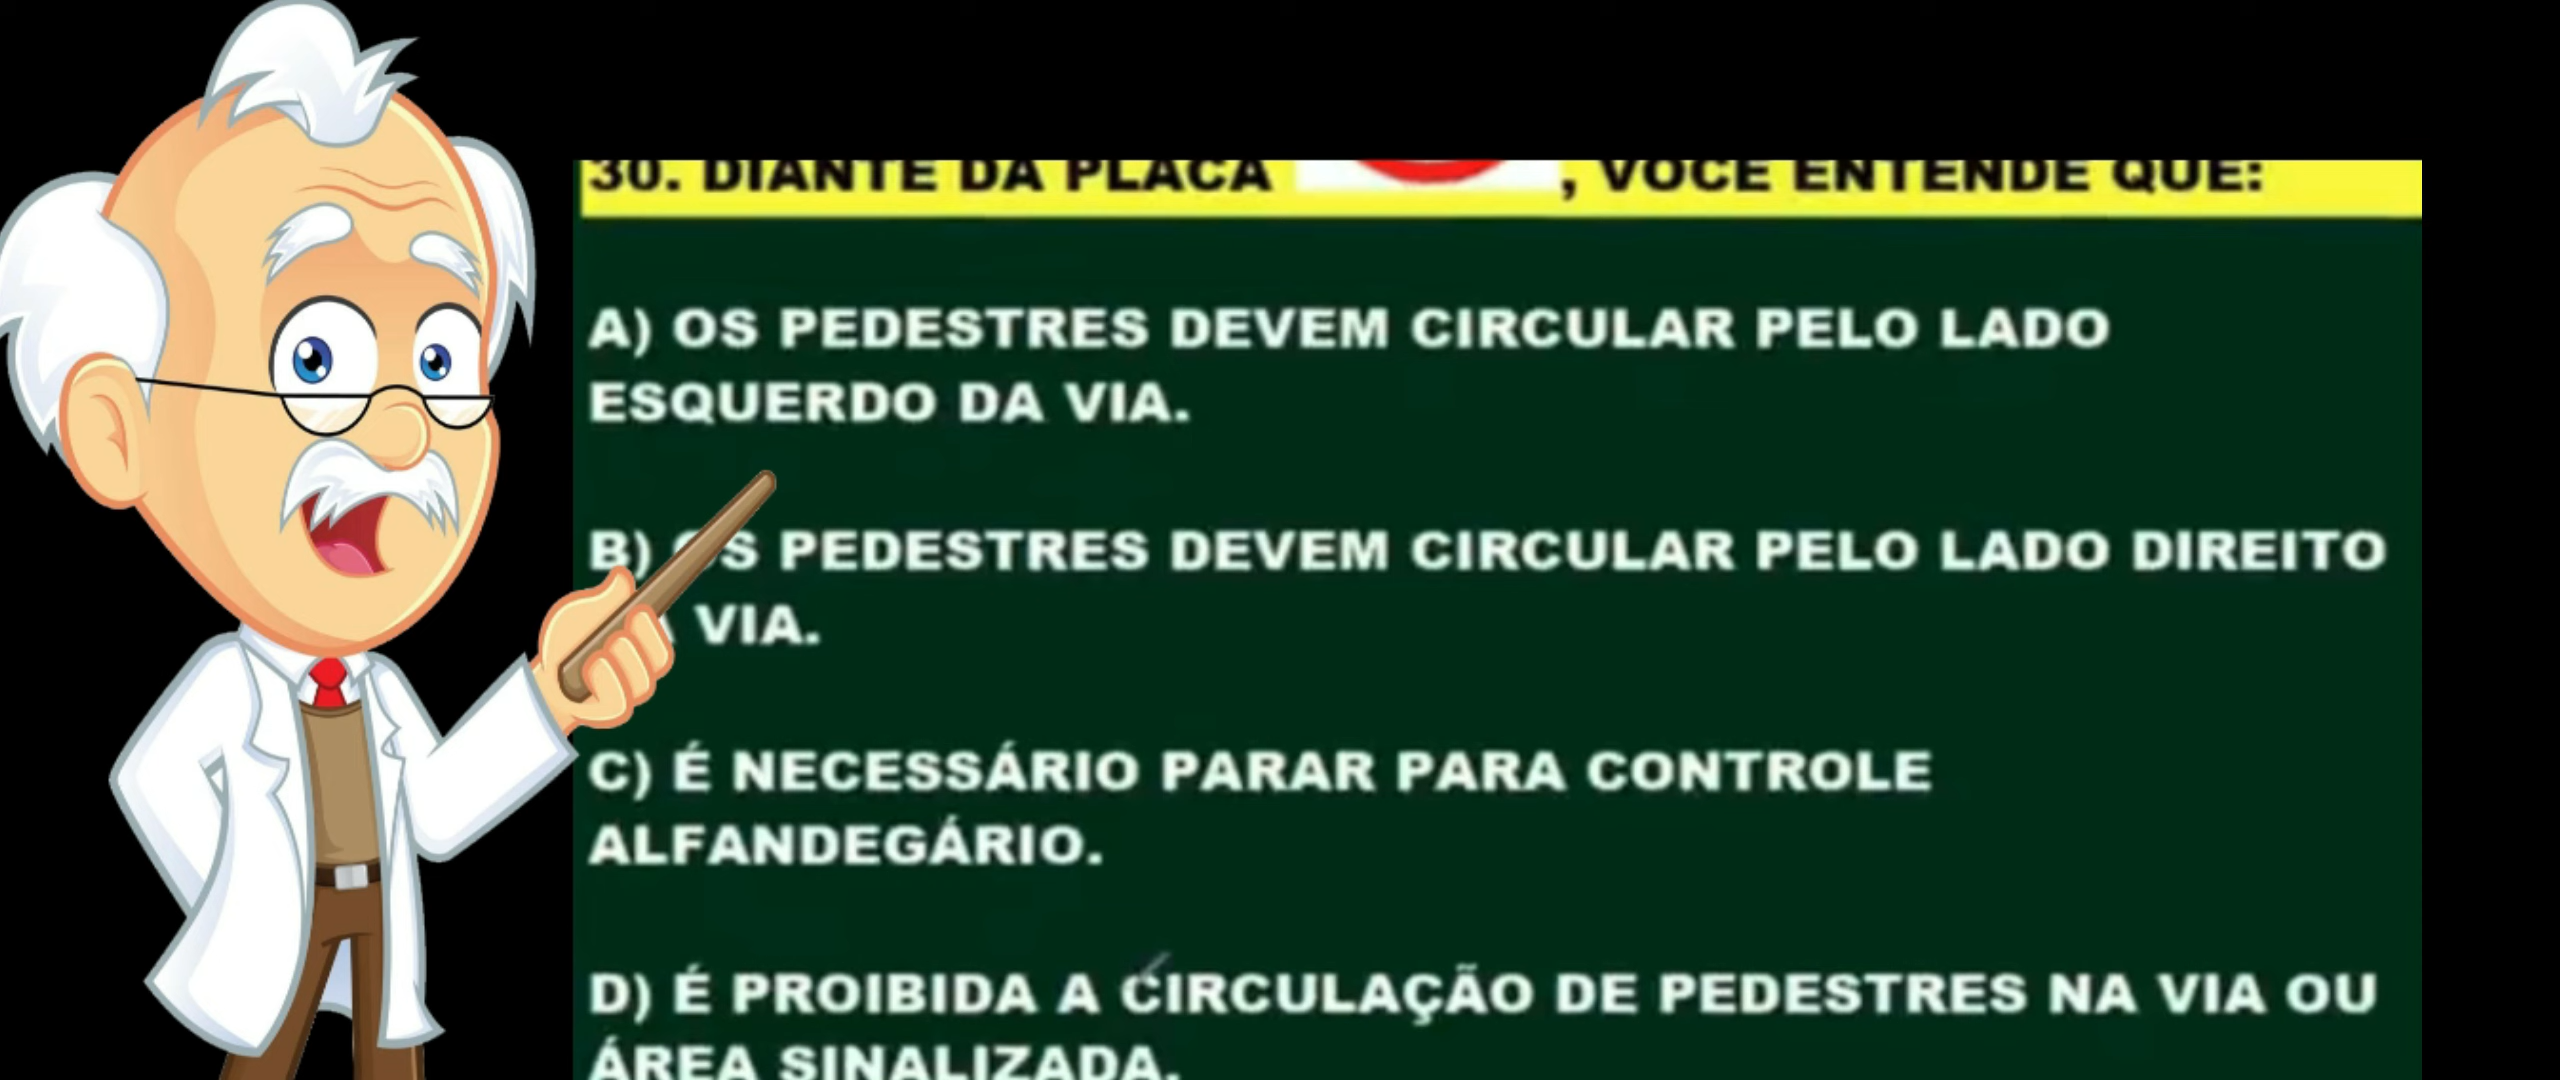 30. DIANTE DA PLACA , VOCÊ ENTENDE QUE:
A) OS PEDESTRES DEVEM CIRCULAR PELO LADO
ESQUERDO DA VIA.
B) OS PEDESTRES DEVEM CIRCULAR PELO LADO DIREITO
VIA.
C) É NECESSÁRIO PARAR PARA CONTROLE
ALFANDEGÁRIO.
D) É PROIBIDA A CIRCULAÇÃO DE PEDESTRES NA VIA OU
ÁREA SINALIZADA.